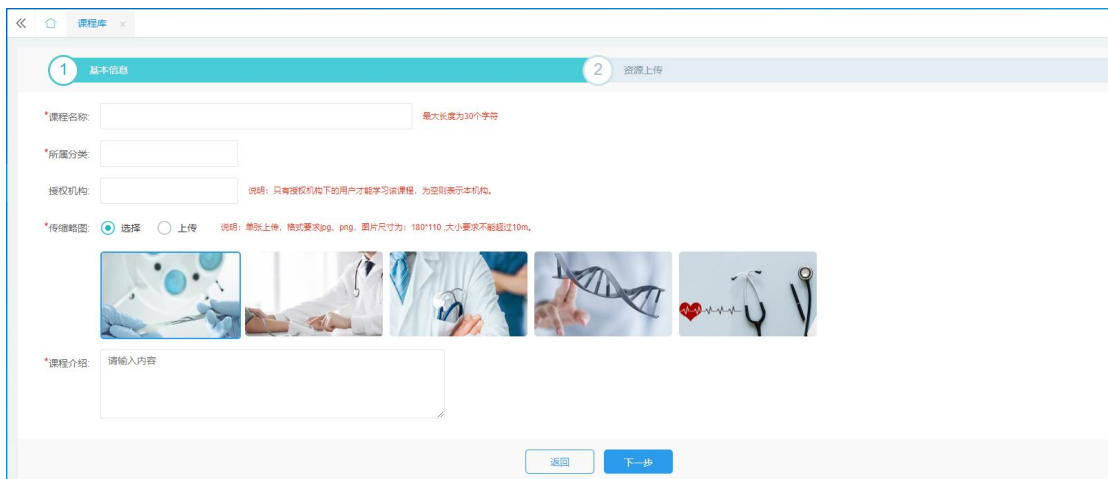 课程库 ×
1 基本信息
2 资源上传
*课程名称:
最大长度为30个字符
*所属分类:
授权机构:
说明：只有授权机构下的用户才能学习该课程，为空则表示本机构。
*传缩略图: 选择 上传 说明：单张上传，格式要求jpg、png，图片尺寸为：180*110 ,大小要求不能超过10m。
*课程介绍:
请输入内容
返回 下一步